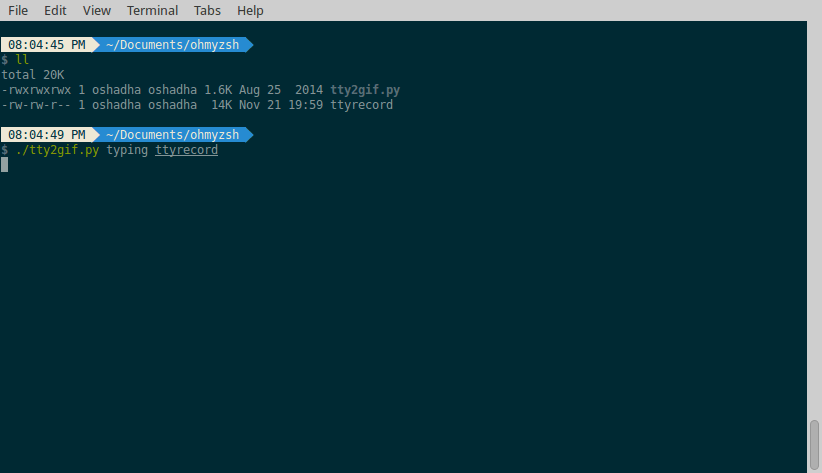 File Edit View Terminal Tabs Help
08:04:45 PM ~/Documents/ohmyzsh
$ ll
total 20K
-rwxrwxrwx 1 oshadha oshadha 1.6K Aug 25  2014 tty2gif.py
-rw-rw-r-- 1 oshadha oshadha  14K Nov 21 19:59 ttyrecord
08:04:49 PM ~/Documents/ohmyzsh
$ ./tty2gif.py typing ttyrecord